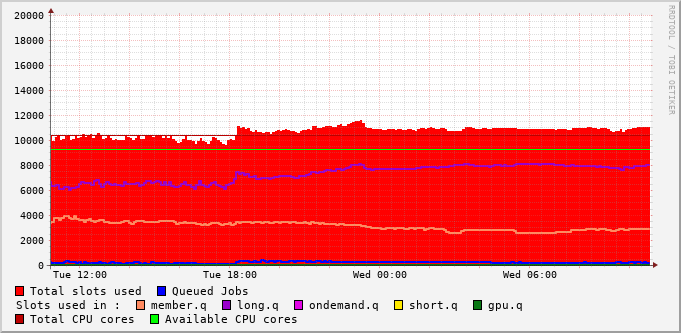 20000
18000
16000
14000
12000
10000
8000
6000
4000
2000
0
Tue 12:00 Tue 18:00 Wed 00:00 Wed 06:00
RRDTOOL / TOBI OETIKER
Total slots used Queued Jobs
Slots used in : member.q long.q ondemand.q short.q gpu.q
Total CPU cores Available CPU cores